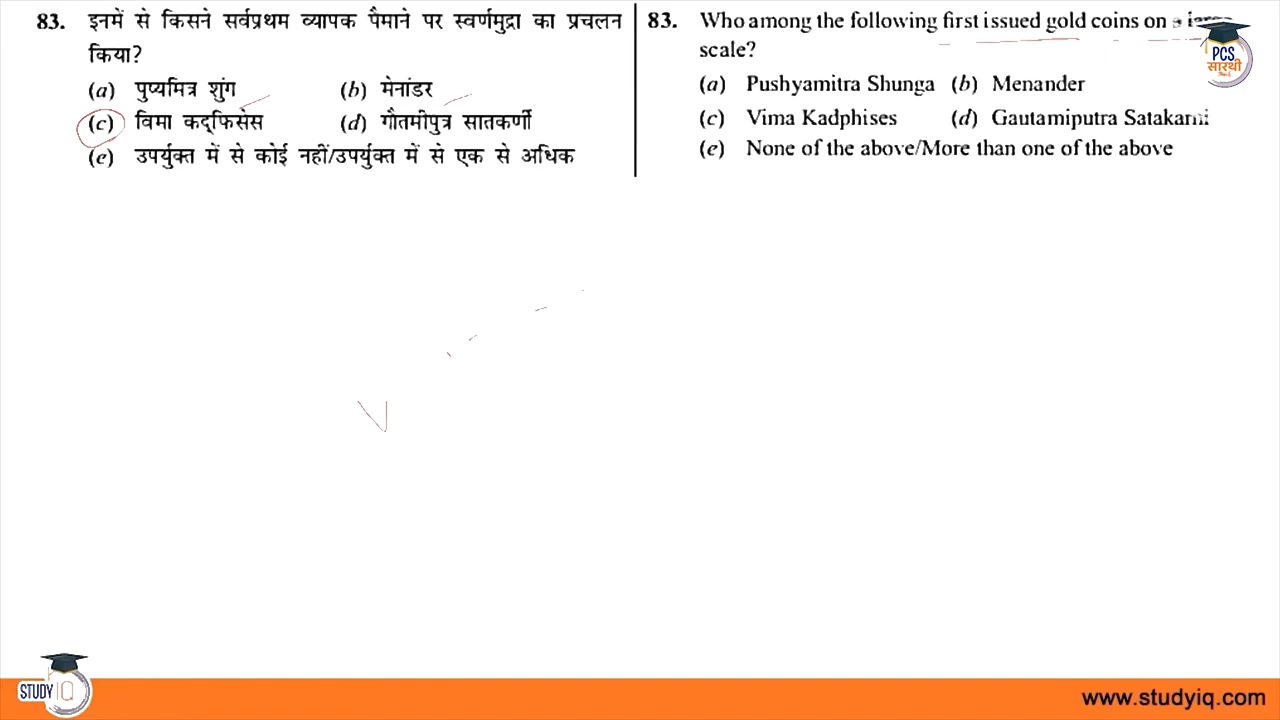 83. इनमें से किसने सर्वप्रथम व्यापक पैमाने पर स्वर्णमुद्रा का प्रचलन
किया?
(a) पुष्यमित्र शुंग (b) मेनांडर
(c) विमा कद्फिसेस (d) गौतमीपुत्र सातकर्णी
(e) उपर्युक्त में से कोई नहीं/उपर्युक्त में से एक से अधिक
83. Who among the following first issued gold coins on a large
scale?
(a) Pushyamitra Shunga (b) Menander
(c) Vima Kadphises (d) Gautamiputra Satakarni
(e) None of the above/More than one of the above
PCS
सारथी
STUDY IQ
www.studyiq.com